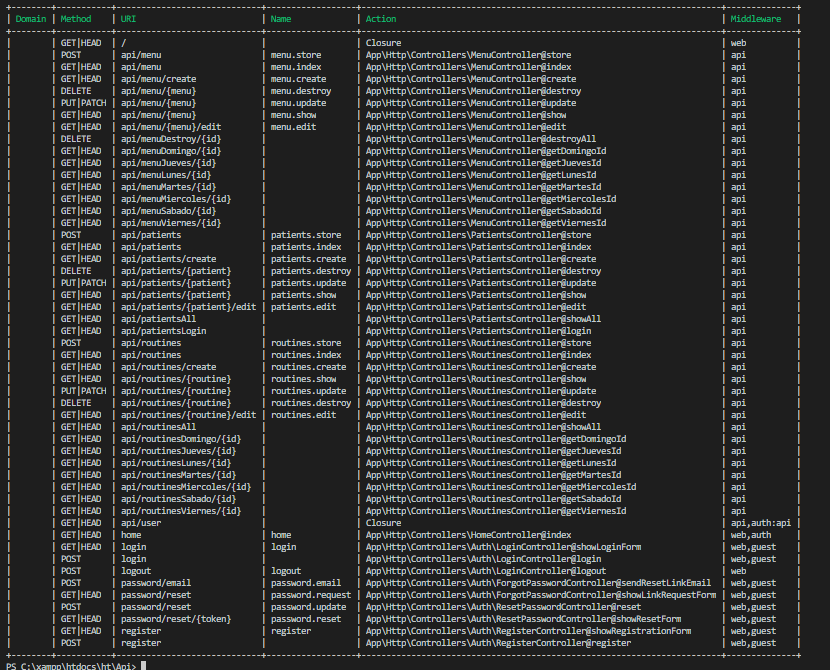 | Domain | Method | URI | Name | Action | Middleware |
| | GET|HEAD | / | | Closure | web |
| | POST | api/menu | menu.store | App\Http\Controllers\MenuController@store | api |
| | GET|HEAD | api/menu | menu.index | App\Http\Controllers\MenuController@index | api |
| | GET|HEAD | api/menu/create | menu.create | App\Http\Controllers\MenuController@create | api |
| | DELETE | api/menu/{menu} | menu.destroy | App\Http\Controllers\MenuController@destroy | api |
| | PUT|PATCH | api/menu/{menu} | menu.update | App\Http\Controllers\MenuController@update | api |
| | GET|HEAD | api/menu/{menu} | menu.show | App\Http\Controllers\MenuController@show | api |
| | GET|HEAD | api/menu/{menu}/edit | menu.edit | App\Http\Controllers\MenuController@edit | api |
| | DELETE | api/menuDestroy/{id} | | App\Http\Controllers\MenuController@destroyAll | api |
| | GET|HEAD | api/menuDomingo/{id} | | App\Http\Controllers\MenuController@getDomingoId | api |
| | GET|HEAD | api/menuJueves/{id} | | App\Http\Controllers\MenuController@getJuevesId | api |
| | GET|HEAD | api/menuLunes/{id} | | App\Http\Controllers\MenuController@getLunesId | api |
| | GET|HEAD | api/menuMartes/{id} | | App\Http\Controllers\MenuController@getMartesId | api |
| | GET|HEAD | api/menuMiercoles/{id} | | App\Http\Controllers\MenuController@getMiercolesId | api |
| | GET|HEAD | api/menuSabado/{id} | | App\Http\Controllers\MenuController@getSabadoId | api |
| | GET|HEAD | api/menuViernes/{id} | | App\Http\Controllers\MenuController@getViernesId | api |
| | POST | api/patients | patients.store | App\Http\Controllers\PatientsController@store | api |
| | GET|HEAD | api/patients | patients.index | App\Http\Controllers\PatientsController@index | api |
| | GET|HEAD | api/patients/create | patients.create | App\Http\Controllers\PatientsController@create | api |
| | DELETE | api/patients/{patient} | patients.destroy | App\Http\Controllers\PatientsController@destroy | api |
| | PUT|PATCH | api/patients/{patient} | patients.update | App\Http\Controllers\PatientsController@update | api |
| | GET|HEAD | api/patients/{patient} | patients.show | App\Http\Controllers\PatientsController@show | api |
| | GET|HEAD | api/patients/{patient}/edit | patients.edit | App\Http\Controllers\PatientsController@edit | api |
| | GET|HEAD | api/patientsAll | | App\Http\Controllers\PatientsController@showAll | api |
| | GET|HEAD | api/patientsLogin | | App\Http\Controllers\PatientsController@login | api |
| | POST | api/routines | routines.store | App\Http\Controllers\RoutinesController@store | api |
| | GET|HEAD | api/routines | routines.index | App\Http\Controllers\RoutinesController@index | api |
| | GET|HEAD | api/routines/create | routines.create | App\Http\Controllers\RoutinesController@create | api |
| | GET|HEAD | api/routines/{routine} | routines.show | App\Http\Controllers\RoutinesController@show | api |
| | PUT|PATCH | api/routines/{routine} | routines.update | App\Http\Controllers\RoutinesController@update | api |
| | DELETE | api/routines/{routine} | routines.destroy | App\Http\Controllers\RoutinesController@destroy | api |
| | GET|HEAD | api/routines/{routine}/edit | routines.edit | App\Http\Controllers\RoutinesController@edit | api |
| | GET|HEAD | api/routinesAll | | App\Http\Controllers\RoutinesController@showAll | api |
| | GET|HEAD | api/routinesDomingo/{id} | | App\Http\Controllers\RoutinesController@getDomingoId | api |
| | GET|HEAD | api/routinesJueves/{id} | | App\Http\Controllers\RoutinesController@getJuevesId | api |
| | GET|HEAD | api/routinesLunes/{id} | | App\Http\Controllers\RoutinesController@getLunesId | api |
| | GET|HEAD | api/routinesMartes/{id} | | App\Http\Controllers\RoutinesController@getMartesId | api |
| | GET|HEAD | api/routinesMiercoles/{id} | | App\Http\Controllers\RoutinesController@getMiercolesId | api |
| | GET|HEAD | api/routinesSabado/{id} | | App\Http\Controllers\RoutinesController@getSabadoId | api |
| | GET|HEAD | api/routinesViernes/{id} | | App\Http\Controllers\RoutinesController@getViernesId | api |
| | GET|HEAD | api/user | | Closure | api,auth:api |
| | GET|HEAD | home | home | App\Http\Controllers\HomeController@index | web,auth |
| | GET|HEAD | login | login | App\Http\Controllers\Auth\LoginController@showLoginForm | web,guest |
| | POST | login | | App\Http\Controllers\Auth\LoginController@login | web,guest |
| | POST | logout | logout | App\Http\Controllers\Auth\LoginController@logout | web |
| | POST | password/email | password.email | App\Http\Controllers\Auth\ForgotPasswordController@sendResetLinkEmail | web,guest |
| | GET|HEAD | password/reset | password.request | App\Http\Controllers\Auth\ForgotPasswordController@showLinkRequestForm | web,guest |
| | POST | password/reset | password.update | App\Http\Controllers\Auth\ResetPasswordController@reset | web,guest |
| | GET|HEAD | password/reset/{token} | password.reset | App\Http\Controllers\Auth\ResetPasswordController@showResetForm | web,guest |
| | GET|HEAD | register | register | App\Http\Controllers\Auth\RegisterController@showRegistrationForm | web,guest |
| | POST | register | | App\Http\Controllers\Auth\RegisterController@register | web,guest |
PS C:\xampp\htdocs\ht\Api>